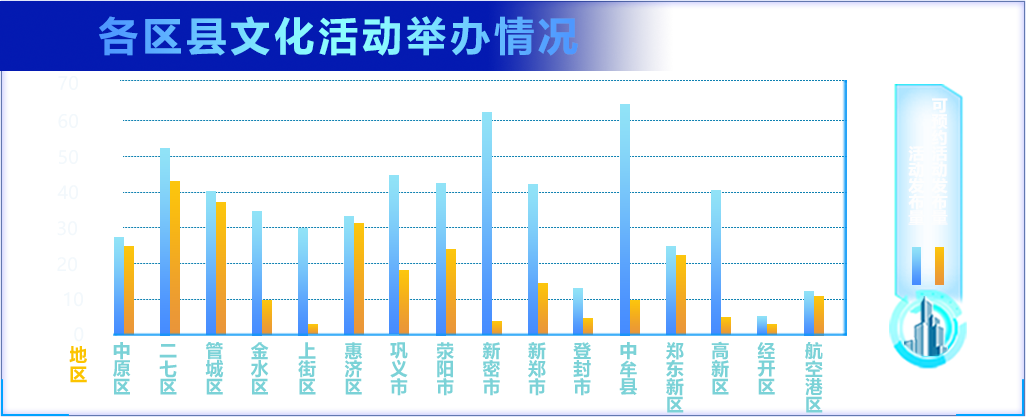 各区县文化活动举办情况
70
60
50
40
30
20
10
0
地区
中原区
二七区
管城区
金水区
上街区
惠济区
巩义市
荥阳市
新密市
新郑市
登封市
中牟县
郑东新区
高新区
经开区
航空港区